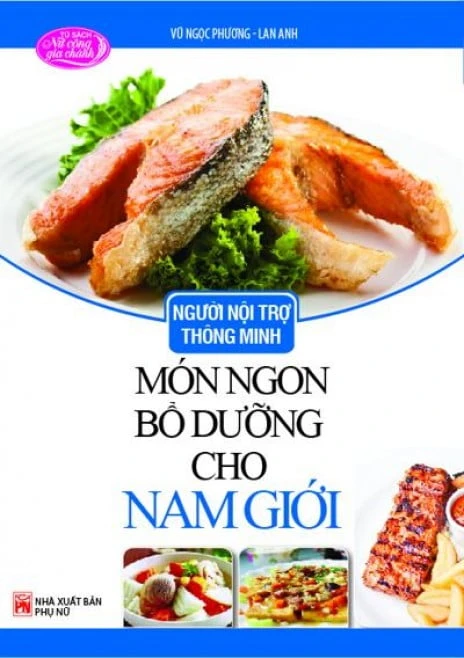 VŨ NGỌC PHƯƠNG - LAN ANH
TỦ SÁCH
Nữ công
gia chánh
NGƯỜI NỘI TRỢ
THÔNG MINH
MÓN NGON
BỔ DƯỠNG
CHO
NAM GIỚI
PN
NHÀ XUẤT BẢN
PHỤ NỮ